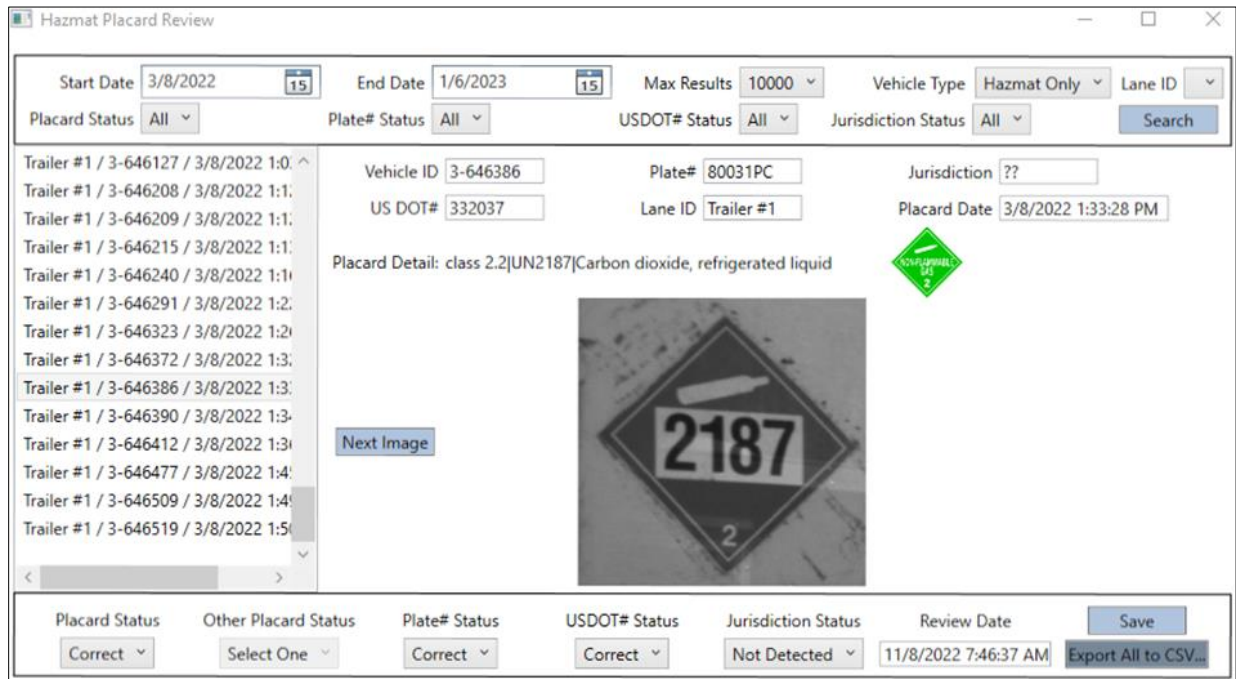 Hazmat Placard Review
Start Date 3/8/2022 15 End Date 1/6/2023 15 Max Results 10000 Vehicle Type Hazmat Only Lane ID
Placard Status All Plate# Status All USDOT# Status All Jurisdiction Status All Search
Trailer #1 / 3-646127 / 3/8/2022 1:0
Trailer #1 / 3-646208 / 3/8/2022 1:1
Trailer #1 / 3-646209 / 3/8/2022 1:1
Trailer #1 / 3-646215 / 3/8/2022 1:1
Trailer #1 / 3-646240 / 3/8/2022 1:1
Trailer #1 / 3-646291 / 3/8/2022 1:2
Trailer #1 / 3-646323 / 3/8/2022 1:2
Trailer #1 / 3-646372 / 3/8/2022 1:3
Trailer #1 / 3-646386 / 3/8/2022 1:3
Trailer #1 / 3-646390 / 3/8/2022 1:3
Trailer #1 / 3-646412 / 3/8/2022 1:3
Trailer #1 / 3-646477 / 3/8/2022 1:4
Trailer #1 / 3-646509 / 3/8/2022 1:4
Trailer #1 / 3-646519 / 3/8/2022 1:5
Vehicle ID 3-646386 Plate# 80031PC Jurisdiction ??
US DOT# 332037 Lane ID Trailer #1 Placard Date 3/8/2022 1:33:28 PM
Placard Detail: class 2.2|UN2187|Carbon dioxide, refrigerated liquid
NON-FLAMMABLE
GAS
2
Next Image
2187
2
Placard Status Other Placard Status Plate# Status USDOT# Status Jurisdiction Status Review Date Save
Correct Select One Correct Correct Not Detected 11/8/2022 7:46:37 AM Export All to CSV...